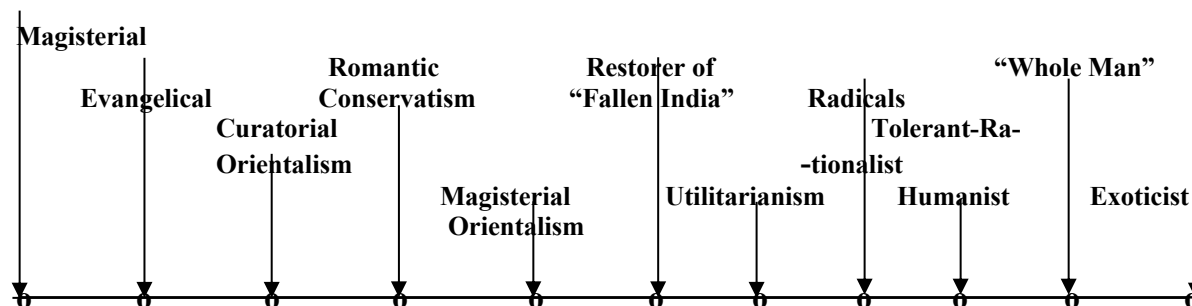 Magisterial
Romantic
Restorer of
“Whole Man”
Evangelical
Conservatism
“Fallen India”
Radicals
Curatorial
Tolerant-Ra-
Orientalism
-tionalist
Magisterial
Utilitarianism
Humanist
Exoticist
Orientalism